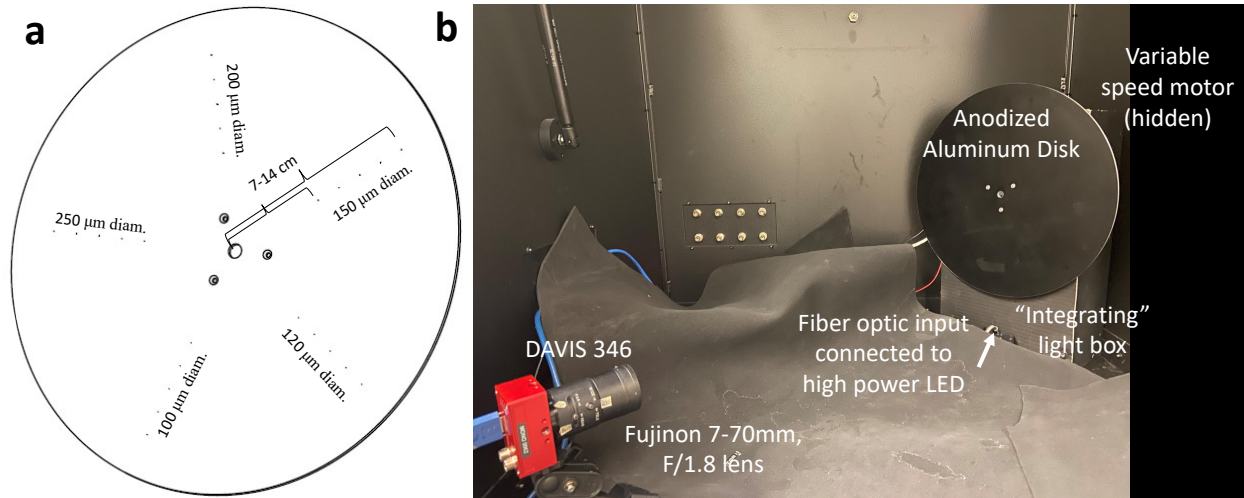 a
200 μm diam.
7-14 cm
150 μm diam.
250 μm diam.
120 μm diam.
100 μm diam.
b
Variable
speed motor
(hidden)
Anodized
Aluminum Disk
Fiber optic input
connected to
high power LED
“Integrating”
light box
DAVIS 346
Fujinon 7-70mm,
F/1.8 lens